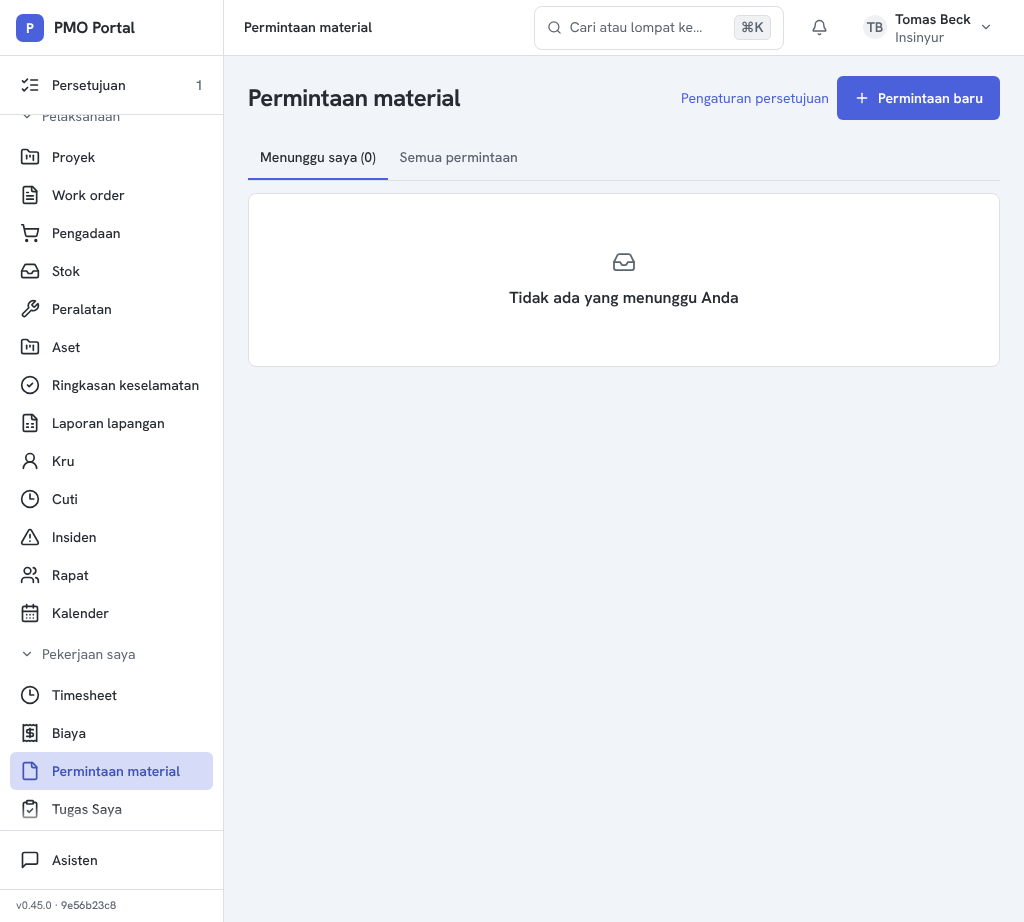 P PMO Portal
Permintaan material
Cari atau lompat ke...
⌘K
TB
Tomas Beck
Insinyur
Persetujuan 1
Pelaksanaan
Proyek
Work order
Pengadaan
Stok
Peralatan
Aset
Ringkasan keselamatan
Laporan lapangan
Kru
Cuti
Insiden
Rapat
Kalender
Pekerjaan saya
Timesheet
Biaya
Permintaan material
Tugas Saya
Asisten
v0.45.0 · 9e56b23c8
Permintaan material
Pengaturan persetujuan
Permintaan baru
Menunggu saya (0)
Semua permintaan
Tidak ada yang menunggu Anda